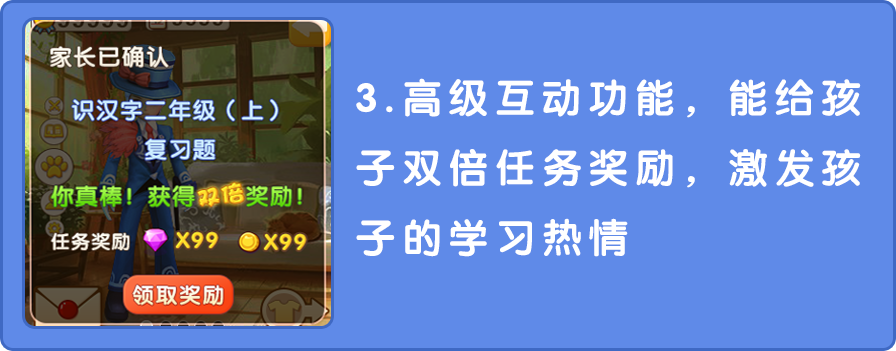 家长已确认
识汉字二年级（上）
复习题
你真棒！获得双倍奖励！
任务奖励 X99 X99
领取奖励
3.高级互动功能，能给孩
子双倍任务奖励，激发孩
子的学习热情